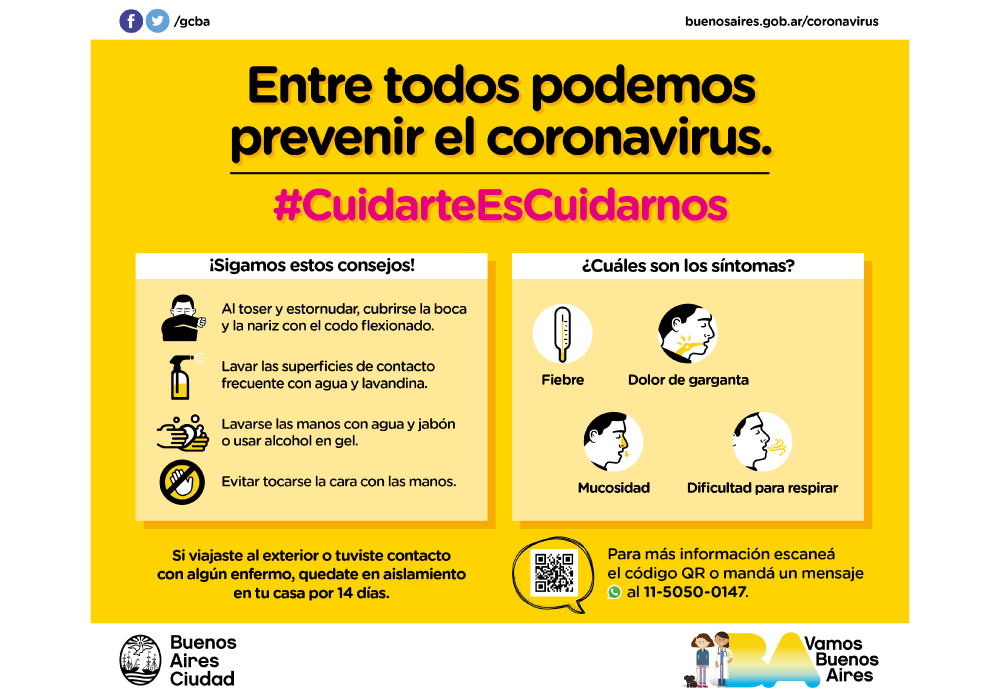 /gcba
buenosaires.gob.ar/coronavirus
Entre todos podemos
prevenir el coronavirus.
#CuidarteEsCuidarnos
¡Sigamos estos consejos!
Al toser y estornudar, cubrirse la boca
y la nariz con el codo flexionado.
Lavar las superficies de contacto
frecuente con agua y lavandina.
Lavarse las manos con agua y jabón
o usar alcohol en gel.
Evitar tocarse la cara con las manos.
¿Cuáles son los síntomas?
Fiebre
Dolor de garganta
Mucosidad
Dificultad para respirar
Si viajaste al exterior o tuviste contacto
con algún enfermo, quedate en aislamiento
en tu casa por 14 días.
Para más información escaneá
el código QR o mandá un mensaje
al 11-5050-0147.
Buenos
Aires
Ciudad
BA
Vamos
Buenos
Aires